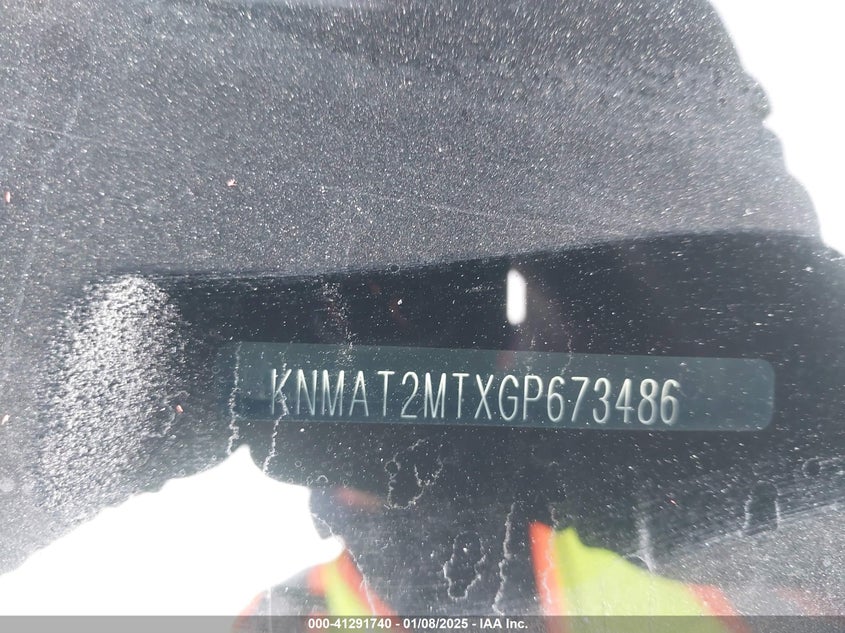 KNMAT2MTXGP673486
000-41291740 - 01/08/2025 - IAA Inc.